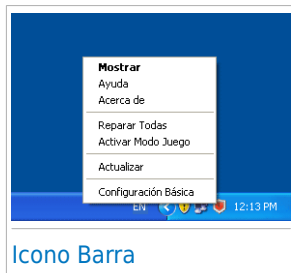 Mostrar
Ayuda
Acerca de
Reparar Todas
Activar Modo Juego
Actualizar
Configuración Básica
EN 12:13 PM
Icono Barra